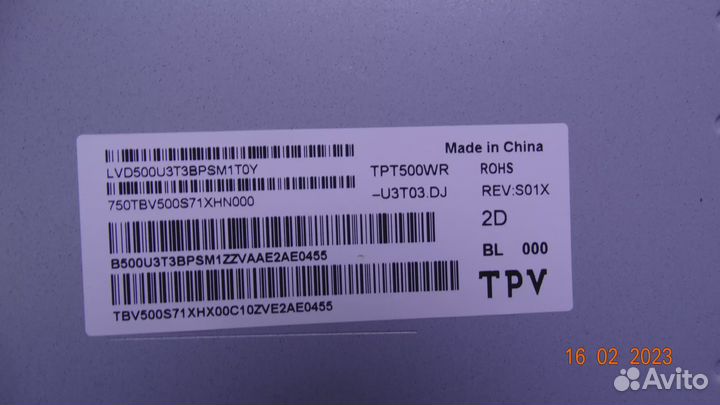 Made in China
LVD500U3T3BPSM1T0Y
TPT500WR
ROHS
750TBV500S71XHN000
-U3T03.DJ
REV:S01X
2D
B500U3T3BPSM1ZZVAAE2AE0455
BL 000
TBV500S71XHX00C10ZVE2AE0455
TPV
16 02 2023
Avito